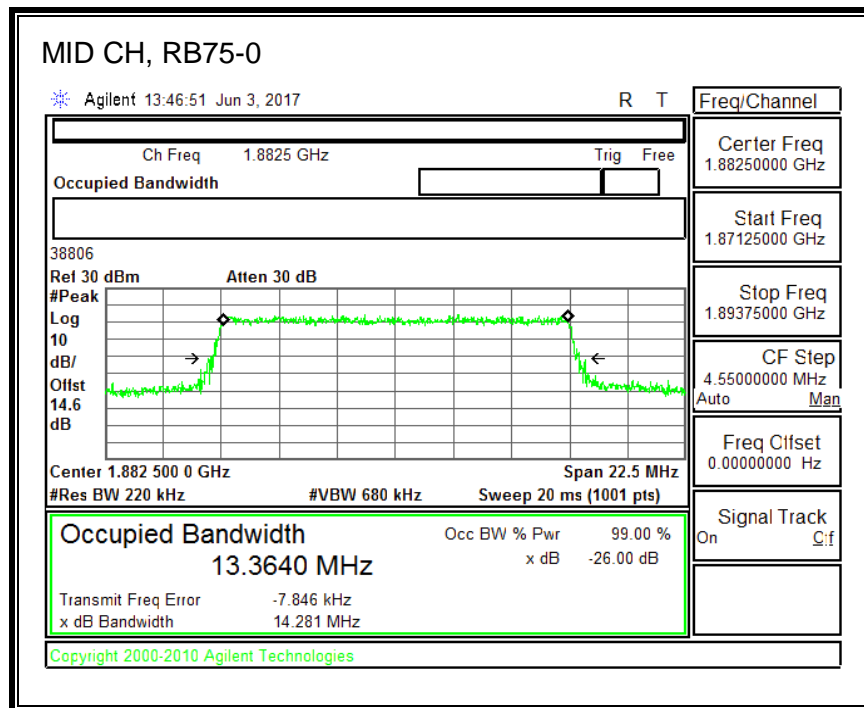 MID CH, RB75-0
Agilent 13:46:51 Jun 3, 2017 R T
Freq/Channel
Ch Freq 1.8825 GHz Trig Free
Occupied Bandwidth
Center Freq
1.88250000 GHz
Start Freq
1.87125000 GHz
Stop Freq
1.89375000 GHz
CF Step
4.55000000 MHz
Auto Man
Freq Offset
0.00000000 Hz
Signal Track
On Off
38806
Ref 30 dBm Atten 30 dB
#Peak
Log
10
dB/
Offst
14.6
dB
Center 1.882 500 0 GHz Span 22.5 MHz
#Res BW 220 kHz #VBW 680 kHz Sweep 20 ms (1001 pts)
Occupied Bandwidth
13.3640 MHz
Occ BW % Pwr 99.00 %
x dB -26.00 dB
Transmit Freq Error -7.846 kHz
x dB Bandwidth 14.281 MHz
Copyright 2000-2010 Agilent Technologies